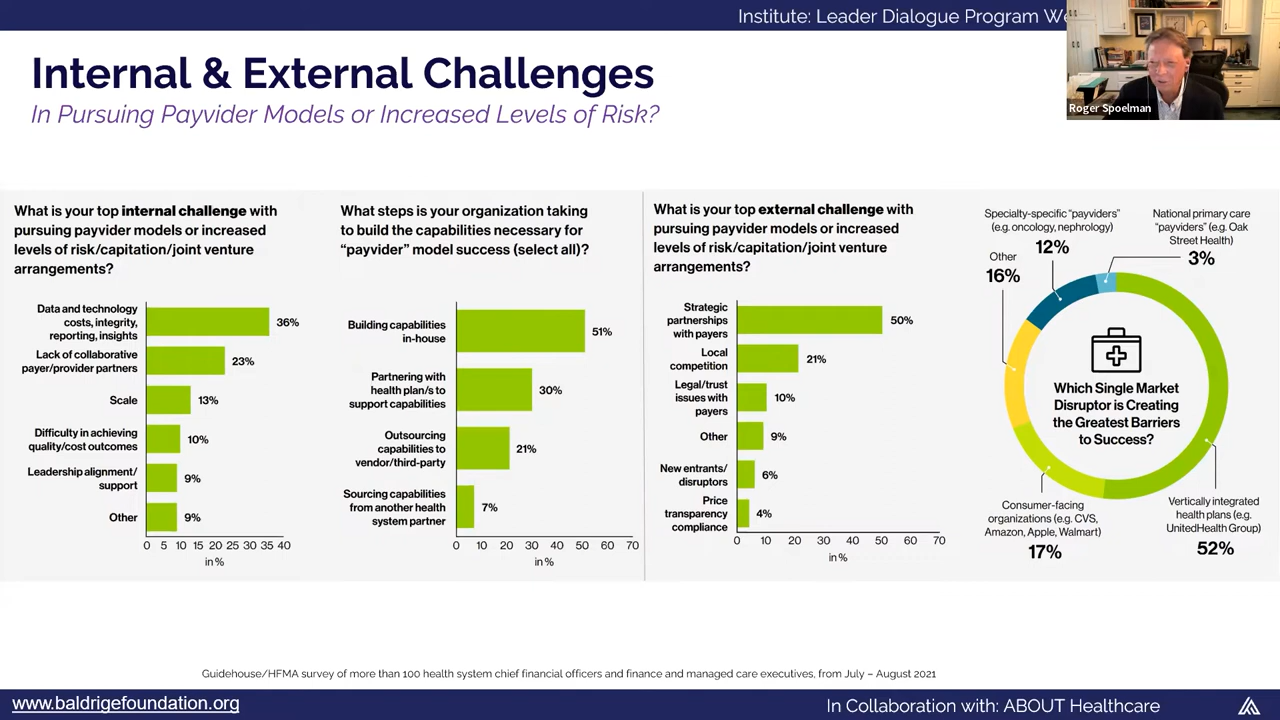 Institute: Leader Dialogue Program We
Roger Spoelman
Internal & External Challenges
In Pursuing Payvider Models or Increased Levels of Risk?
What is your top internal challenge with
pursuing payvider models or increased
levels of risk/capitation/joint venture
arrangements?
Data and technology
costs, integrity,
reporting, insights
36%
Lack of collaborative
payer/provider partners
23%
Scale
13%
Difficulty in achieving
quality/cost outcomes
10%
Leadership alignment/
support
9%
Other
9%
0 5 10 15 20 25 30 35 40
in %
What steps is your organization taking
to build the capabilities necessary for
“payvider” model success (select all)?
Building capabilities
in-house
51%
Partnering with
health plan/s to
support capabilities
30%
Outsourcing
capabilities to
vendor/third-party
21%
Sourcing capabilities
from another health
system partner
7%
0 10 20 30 40 50 60 70
in %
What is your top external challenge with
pursuing payvider models or increased
levels of risk/capitation/joint venture
arrangements?
Strategic
partnerships
with payers
50%
Local
competition
21%
Legal/trust
issues with
payers
10%
Other
9%
New entrants/
disruptors
6%
Price
transparency
compliance
4%
0 10 20 30 40 50 60 70
in %
Specialty-specific “payviders”
(e.g. oncology, nephrology)
12%
National primary care
“payviders” (e.g. Oak
Street Health)
3%
Other
16%
Which Single Market
Disruptor is Creating
the Greatest Barriers
to Success?
Consumer-facing
organizations (e.g. CVS,
Amazon, Apple, Walmart)
17%
Vertically integrated
health plans (e.g.
UnitedHealth Group)
52%
Guidehouse/HFMA survey of more than 100 health system chief financial officers and finance and managed care executives, from July – August 2021
www.baldrigefoundation.org
In Collaboration with: ABOUT Healthcare